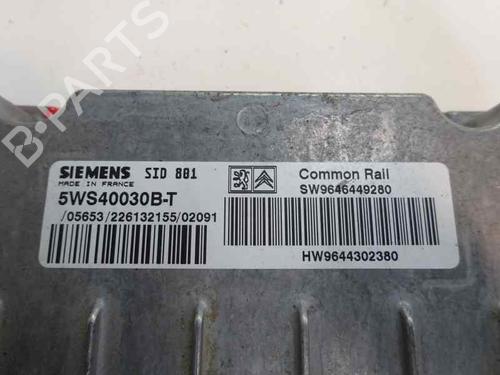 B-PARTS
SIEMENS SID 801
MADE IN FRANCE
5WS40030B-T
/05653/226132155/02091
Common Rail
SW9646449280
HW9644302380